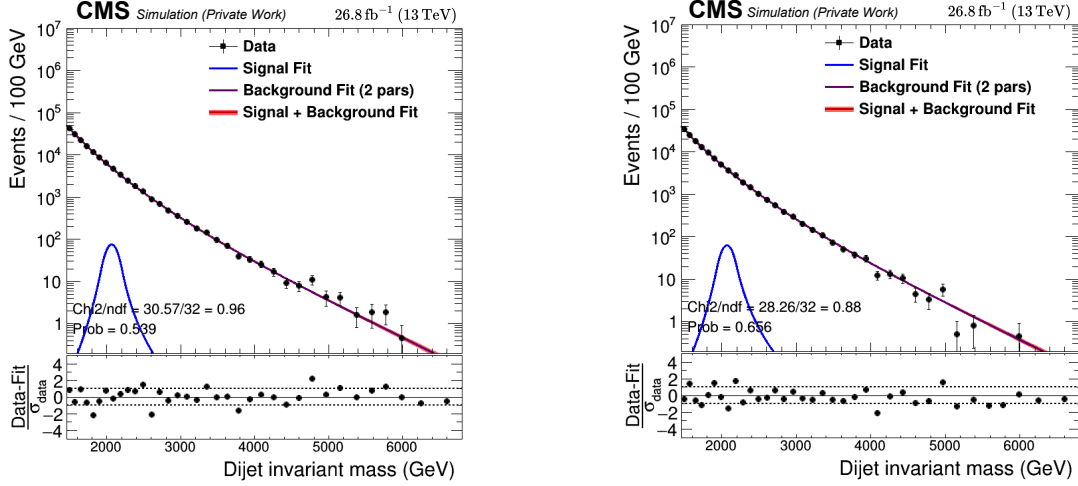 CMS Simulation (Private Work) 26.8 fb⁻¹ (13 TeV)
Events / 100 GeV
10⁷
10⁶
10⁵
10⁴
10³
10²
10
1
Data
Signal Fit
Background Fit (2 pars)
Signal + Background Fit
Chi2/ndf = 30.57/32 = 0.96
Prob = 0.539
Data-Fit
σdata
4
2
0
−2
−4
2000 3000 4000 5000 6000
Dijet invariant mass (GeV)
CMS Simulation (Private Work) 26.8 fb⁻¹ (13 TeV)
Events / 100 GeV
10⁷
10⁶
10⁵
10⁴
10³
10²
10
1
Data
Signal Fit
Background Fit (2 pars)
Signal + Background Fit
Chi2/ndf = 28.26/32 = 0.88
Prob = 0.656
Data-Fit
σdata
4
2
0
−2
−4
2000 3000 4000 5000 6000
Dijet invariant mass (GeV)